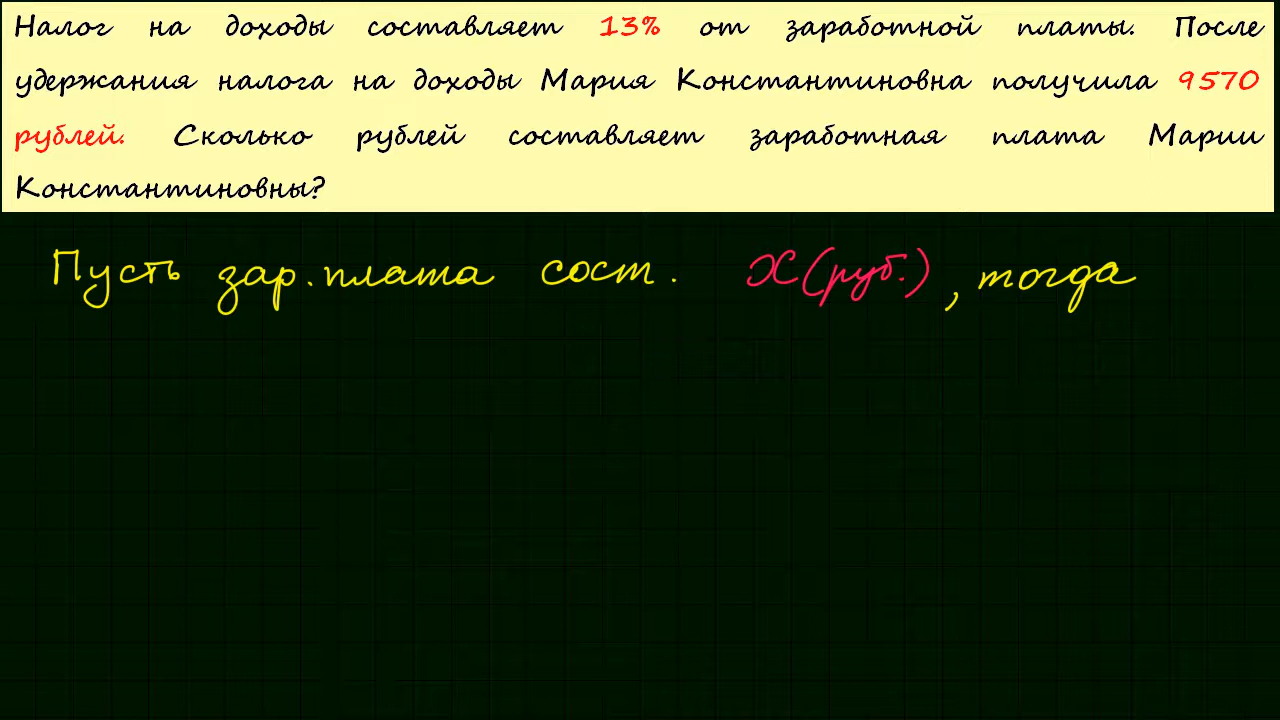 Налог на доходы составляет 13% от заработной платы. После
удержания налога на доходы Мария Константиновна получила 9570
рублей. Сколько рублей составляет заработная плата Марии
Константиновны?
Пусть зар. плата сост. x (руб.), тогда